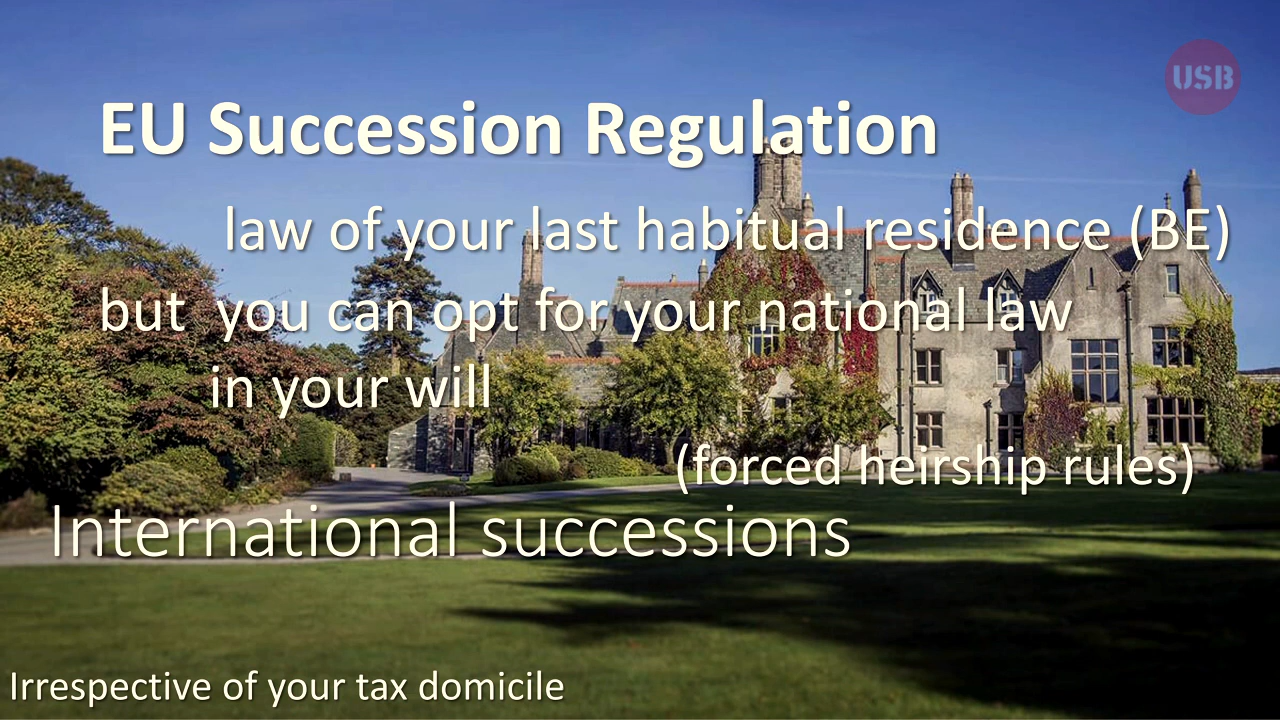 USB
EU Succession Regulation
law of your last habitual residence (BE)
but you can opt for your national law
in your will
(forced heirship rules)
International successions
Irrespective of your tax domicile